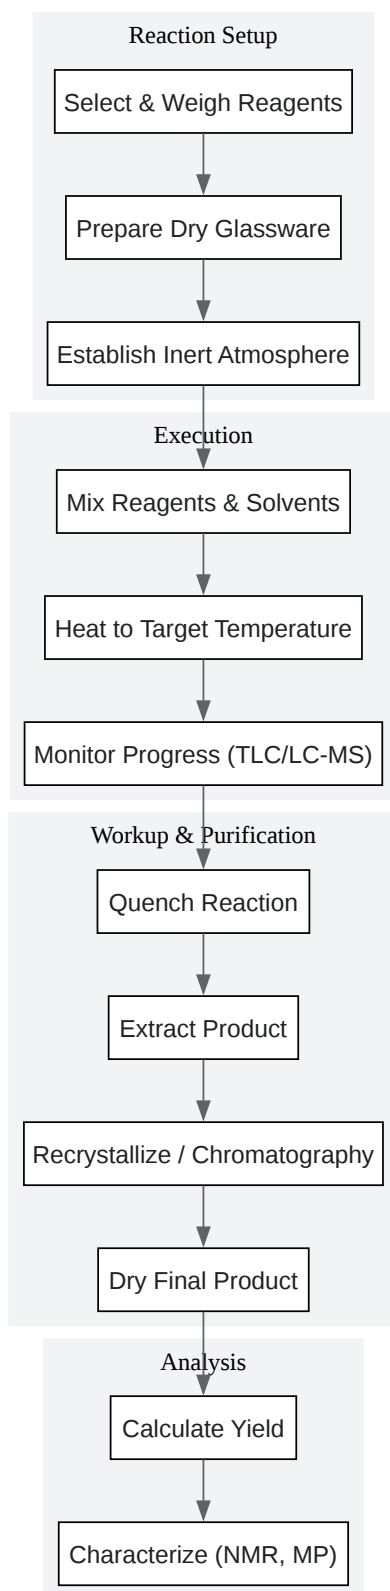 Reaction Setup
Select & Weigh Reagents
Prepare Dry Glassware
Establish Inert Atmosphere
Execution
Mix Reagents & Solvents
Heat to Target Temperature
Monitor Progress (TLC/LC-MS)
Workup & Purification
Quench Reaction
Extract Product
Recrystallize / Chromatography
Dry Final Product
Analysis
Calculate Yield
Characterize (NMR, MP)